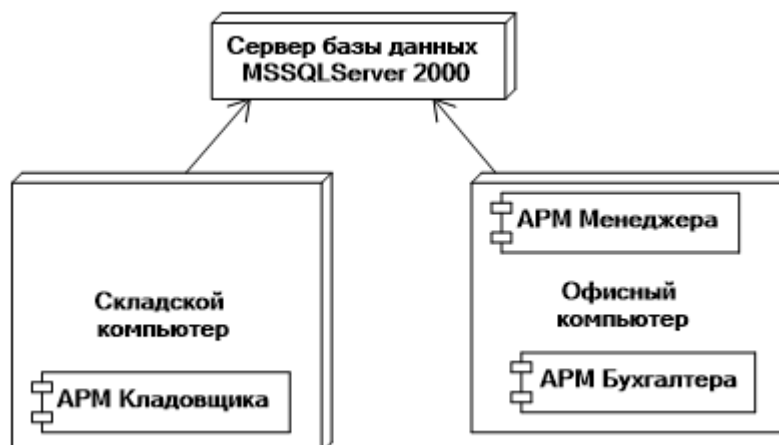 Сервер базы данных
MSSQLServer 2000
АРМ Менеджера
Складской
компьютер
Офисный
компьютер
АРМ Кладовщика
АРМ Бухгалтера